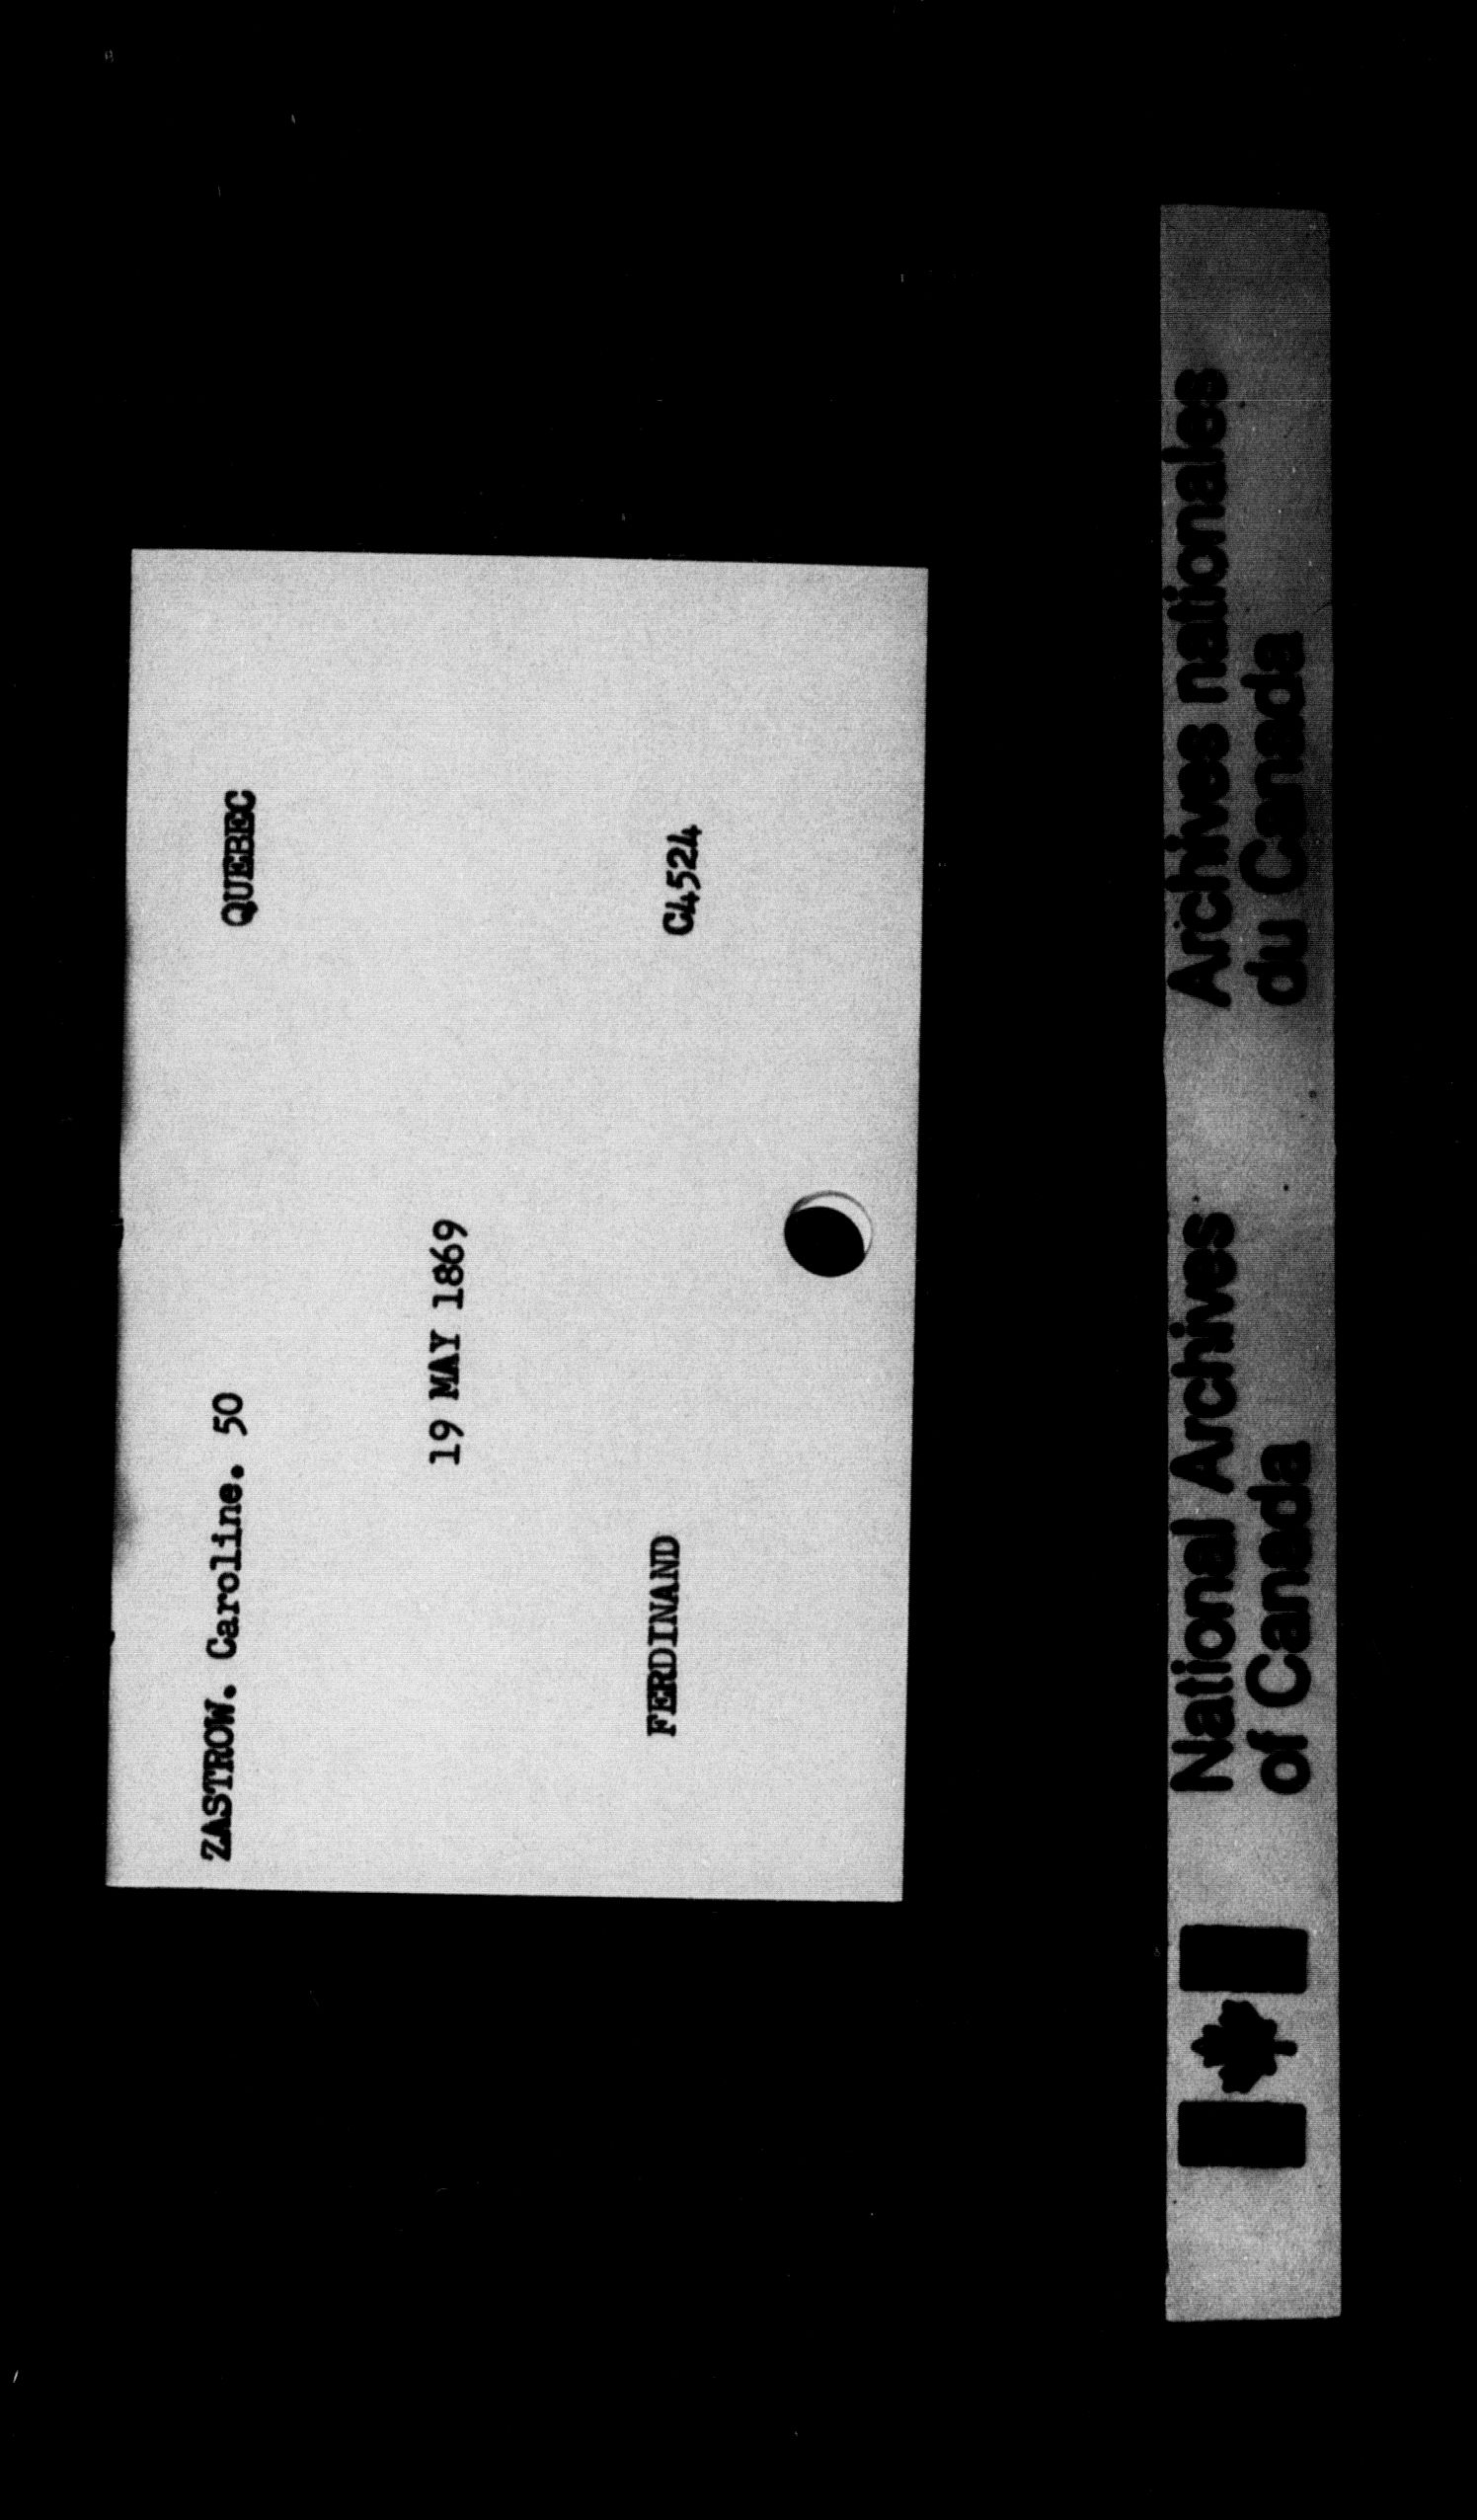 ZASTROW. Caroline. 50 QUEBEC
19 MAY 1869
FERDINAND C4524
National Archives
of Canada
Archives nationales
du Canada